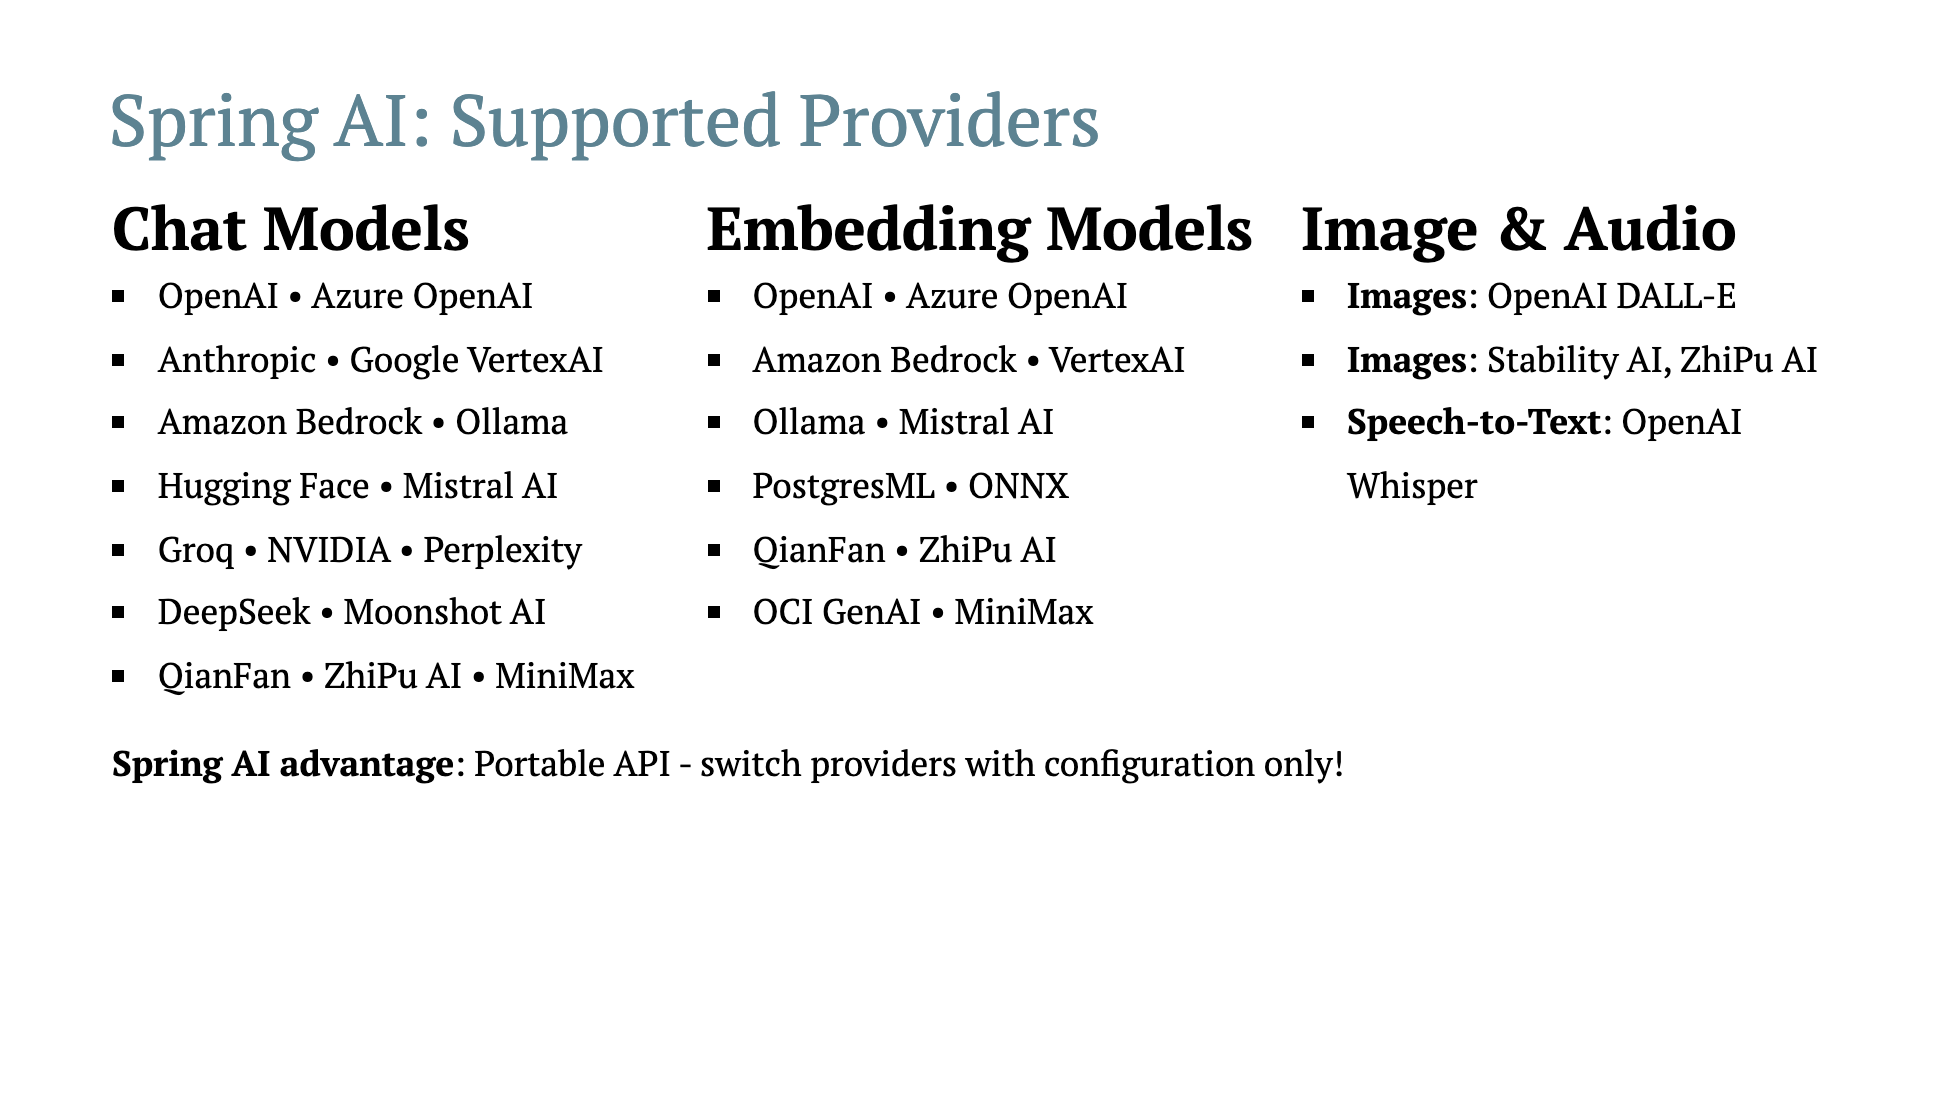 Spring AI: Supported Providers
Chat Models
▪ OpenAI • Azure OpenAI
▪ Anthropic • Google VertexAI
▪ Amazon Bedrock • Ollama
▪ Hugging Face • Mistral AI
▪ Groq • NVIDIA • Perplexity
▪ DeepSeek • Moonshot AI
▪ QianFan • ZhiPu AI • MiniMax
Embedding Models
▪ OpenAI • Azure OpenAI
▪ Amazon Bedrock • VertexAI
▪ Ollama • Mistral AI
▪ PostgresML • ONNX
▪ QianFan • ZhiPu AI
▪ OCI GenAI • MiniMax
Image & Audio
▪ Images: OpenAI DALL-E
▪ Images: Stability AI, ZhiPu AI
▪ Speech-to-Text: OpenAI
Whisper
Spring AI advantage: Portable API - switch providers with configuration only!